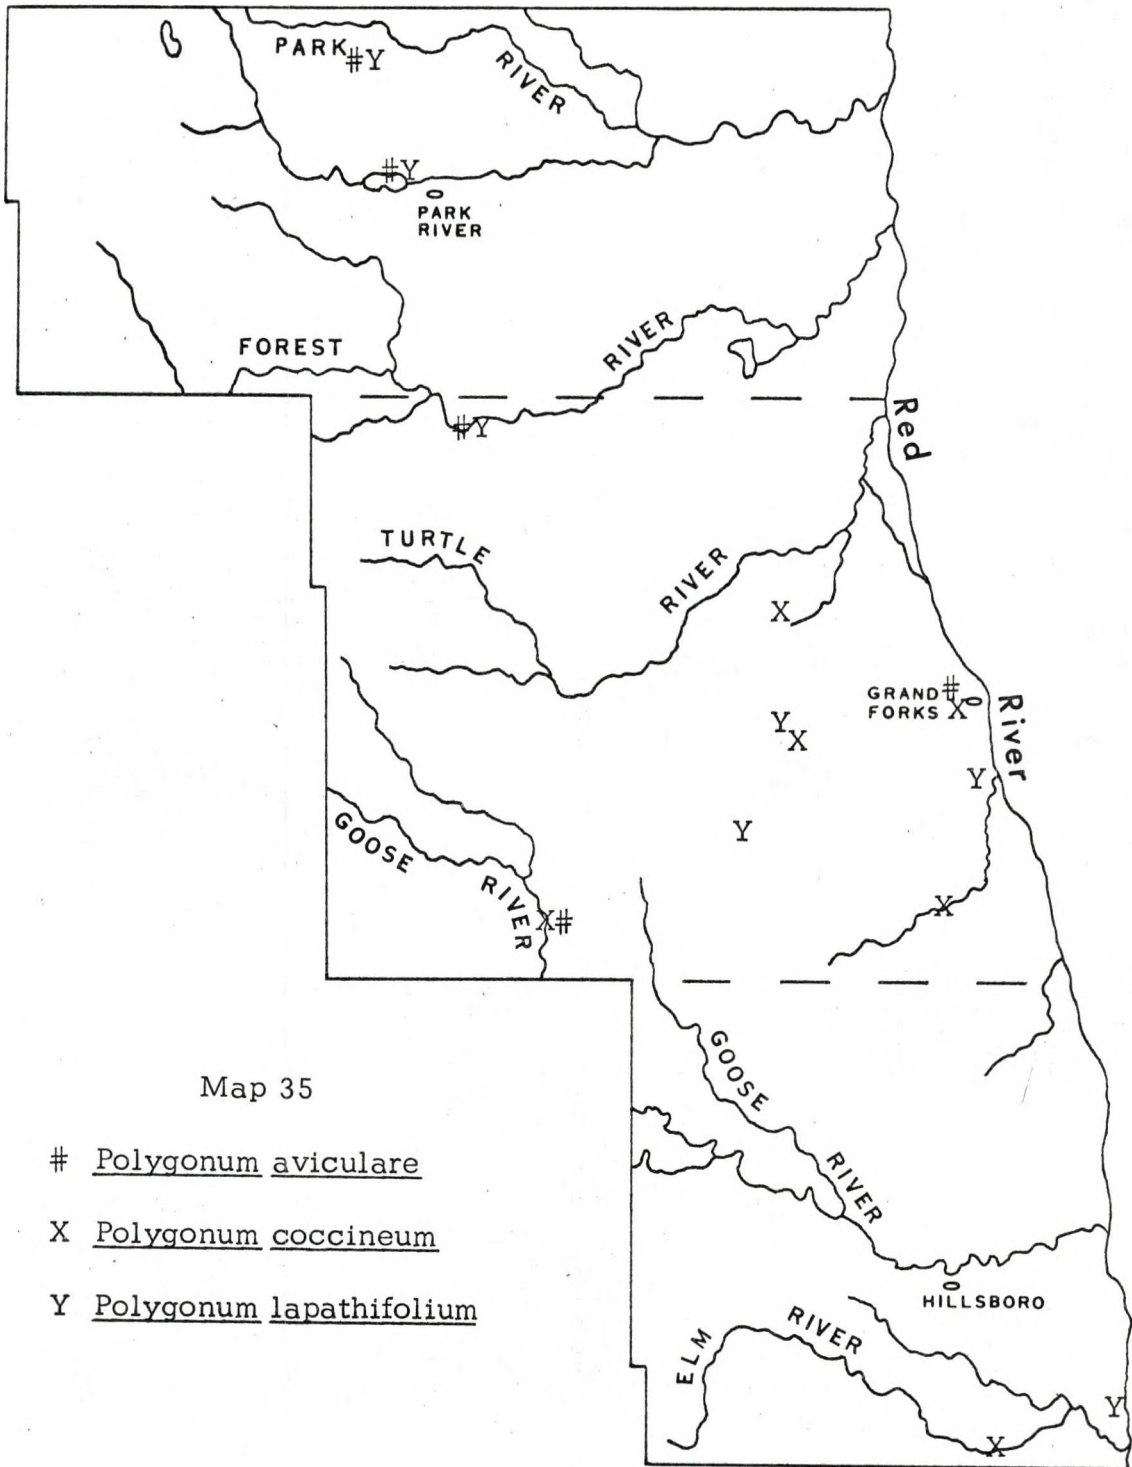 PARK
#Y
RIVER
#Y
PARK
RIVER
FOREST
RIVER
#Y
Red
TURTLE
RIVER
X
#
GRAND
FORKS X
River
Y
X
Y
Y
GOOSE
RIVER
X#
X
GOOSE
RIVER
Map 35
# Polygonum aviculare
X Polygonum coccineum
Y Polygonum lapathifolium
HILLSBORO
ELM
RIVER
Y
X